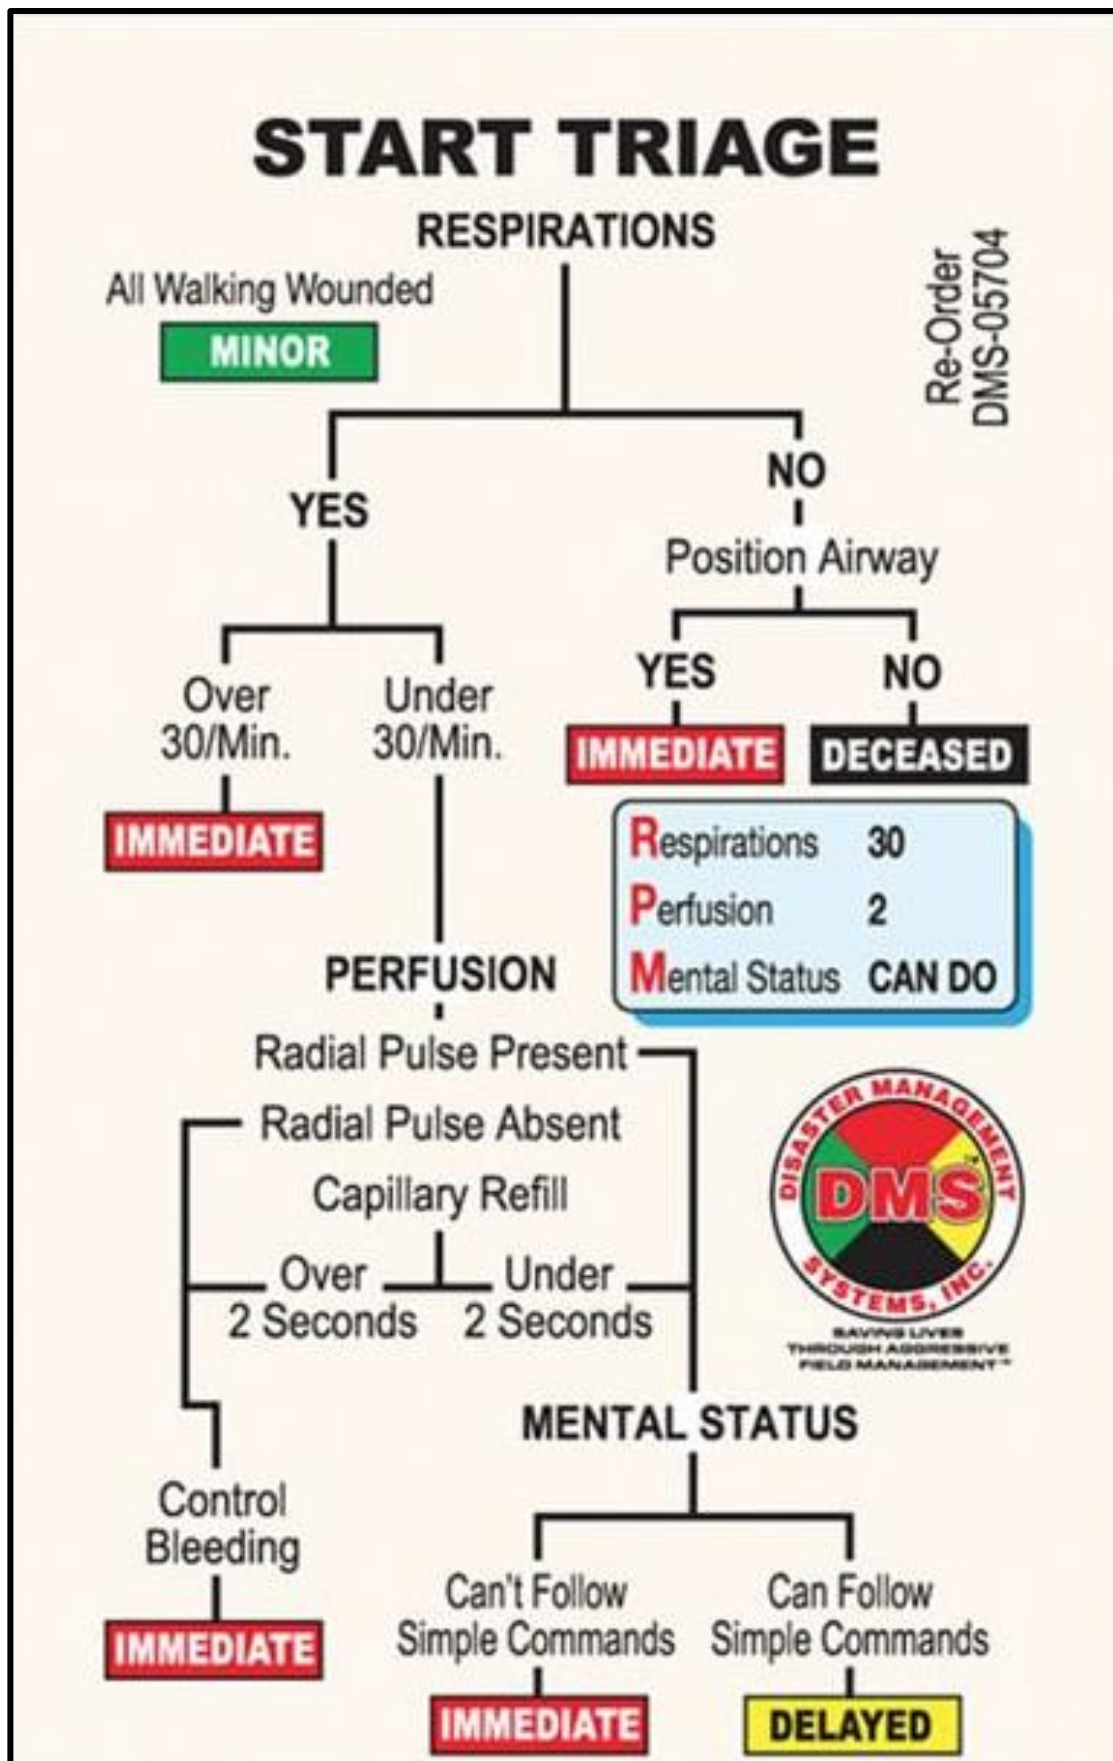 START TRIAGE
RESPIRATIONS
All Walking Wounded
MINOR
Re-Order
DMS-05704
YES
NO
Position Airway
Over
30/Min.
Under
30/Min.
YES
NO
IMMEDIATE
IMMEDIATE
DECEASED
Respirations 30
Perfusion 2
Mental Status CAN DO
PERFUSION
Radial Pulse Present
Radial Pulse Absent
Capillary Refill
Over
2 Seconds
Under
2 Seconds
DISASTER MANAGEMENT
DMS™
SYSTEMS, INC.
SAVING LIVES
THROUGH AGGRESSIVE
FIELD MANAGEMENT™
MENTAL STATUS
Control
Bleeding
IMMEDIATE
Can't Follow
Simple Commands
Can Follow
Simple Commands
IMMEDIATE
DELAYED